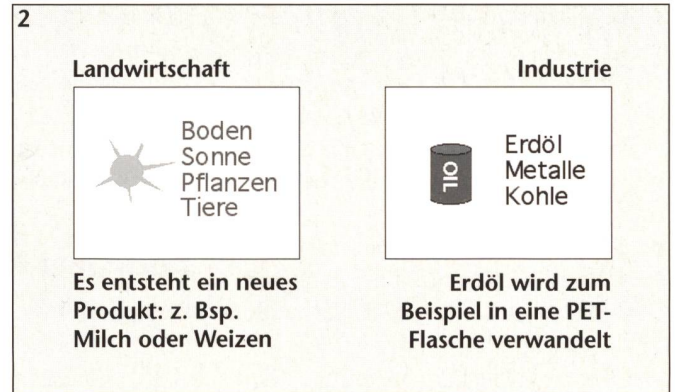 2
Landwirtschaft
Boden
Sonne
Pflanzen
Tiere
Es entsteht ein neues
Produkt: z. Bsp.
Milch oder Weizen
Industrie
OIL
Erdöl
Metalle
Kohle
Erdöl wird zum
Beispiel in eine PET-
Flasche verwandelt